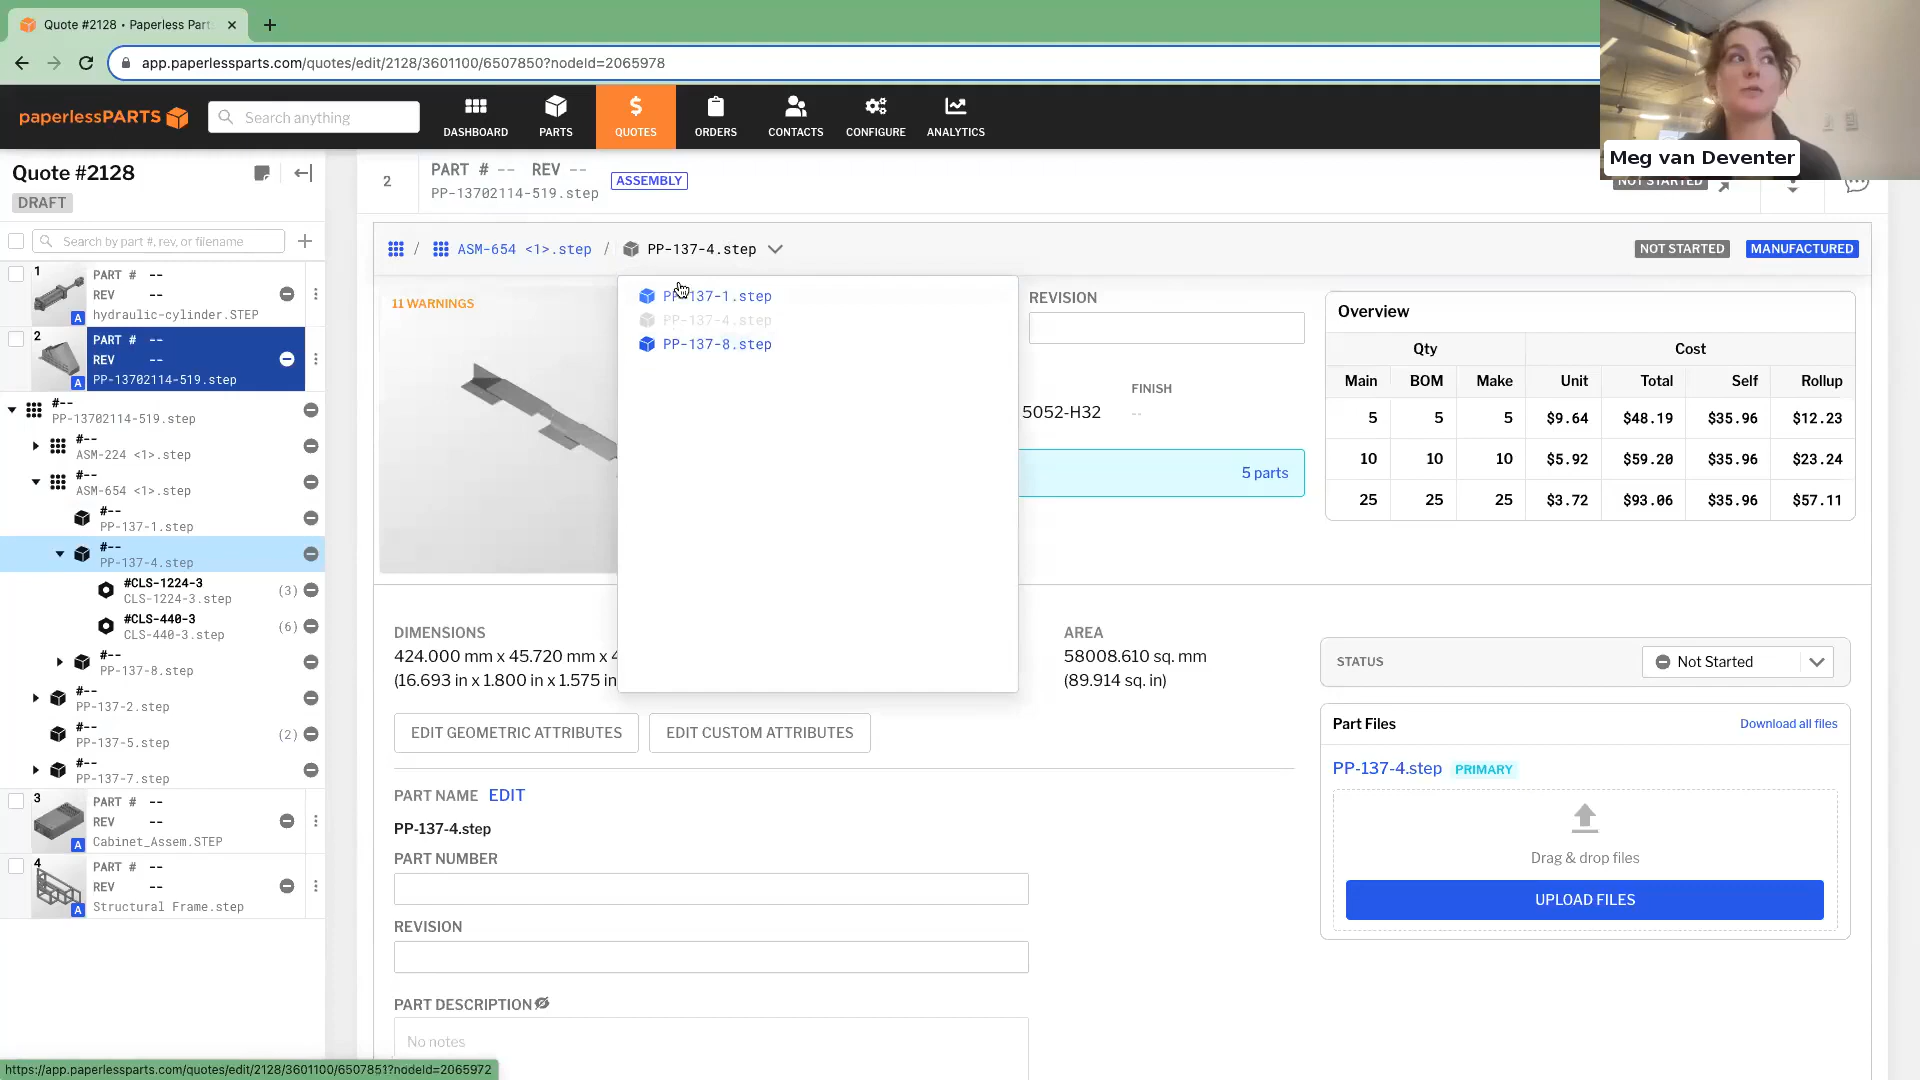 Quote #2128 • Paperless Part
app.paperlessparts.com/quotes/edit/2128/3601100/6507850?nodeId=2065978
paperlessPARTS
Search anything
DASHBOARD
PARTS
QUOTES
ORDERS
CONTACTS
CONFIGURE
ANALYTICS
Meg van Deventer
Quote #2128
DRAFT
Search by part #, rev, or filename
1
PART # --
REV --
hydraulic-cylinder.STEP
A
2
PART # --
REV --
PP-13702114-519.step
A
#--
PP-13702114-519.step
#--
ASM-224 <1>.step
#--
ASM-654 <1>.step
#--
PP-137-1.step
#--
PP-137-4.step
#CLS-1224-3
CLS-1224-3.step
(3)
#CLS-440-3
CLS-440-3.step
(6)
#--
PP-137-8.step
#--
PP-137-2.step
#--
PP-137-5.step
(2)
#--
PP-137-7.step
3
PART # --
REV --
Cabinet_Assem.STEP
A
4
PART # --
REV --
Structural Frame.step
A
2
PART # -- REV --
PP-13702114-519.step
ASSEMBLY
NOT STARTED
/ ASM-654 <1>.step / PP-137-4.step
NOT STARTED
MANUFACTURED
11 WARNINGS
PP-137-1.step
PP-137-4.step
PP-137-8.step
REVISION
FINISH
5052-H32
--
5 parts
Overview
Qty Cost
Main BOM Make Unit Total Self Rollup
5 5 5 $9.64 $48.19 $35.96 $12.23
10 10 10 $5.92 $59.20 $35.96 $23.24
25 25 25 $3.72 $93.06 $35.96 $57.11
DIMENSIONS
424.000 mm x 45.720 mm x 4
(16.693 in x 1.800 in x 1.575 in
AREA
58008.610 sq. mm
(89.914 sq. in)
EDIT GEOMETRIC ATTRIBUTES
EDIT CUSTOM ATTRIBUTES
PART NAME EDIT
PP-137-4.step
PART NUMBER
REVISION
PART DESCRIPTION
No notes
STATUS
Not Started
Part Files
Download all files
PP-137-4.step PRIMARY
Drag & drop files
UPLOAD FILES
https://app.paperlessparts.com/quotes/edit/2128/3601100/6507851?nodeId=2065972